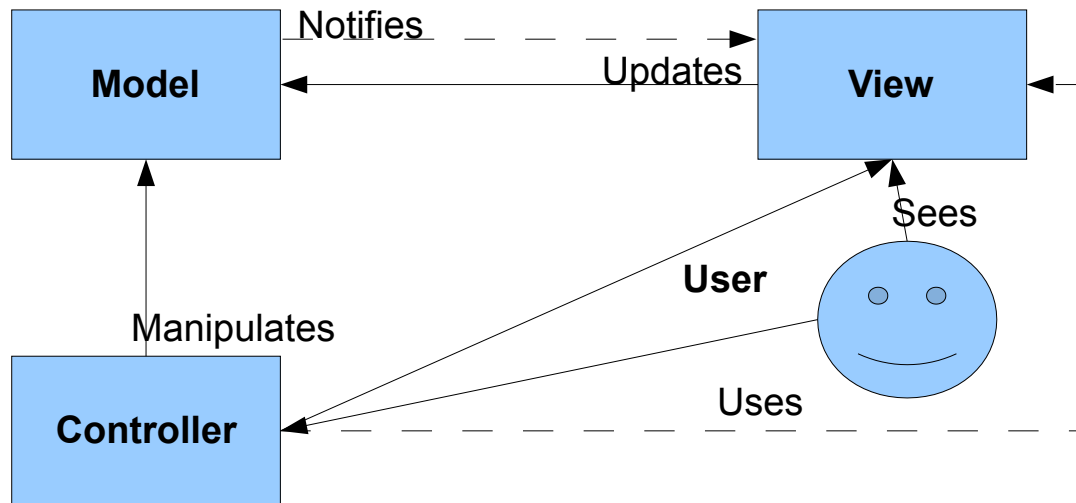 Notifies
Updates
Model
View
Sees
User
Manipulates
Uses
Controller